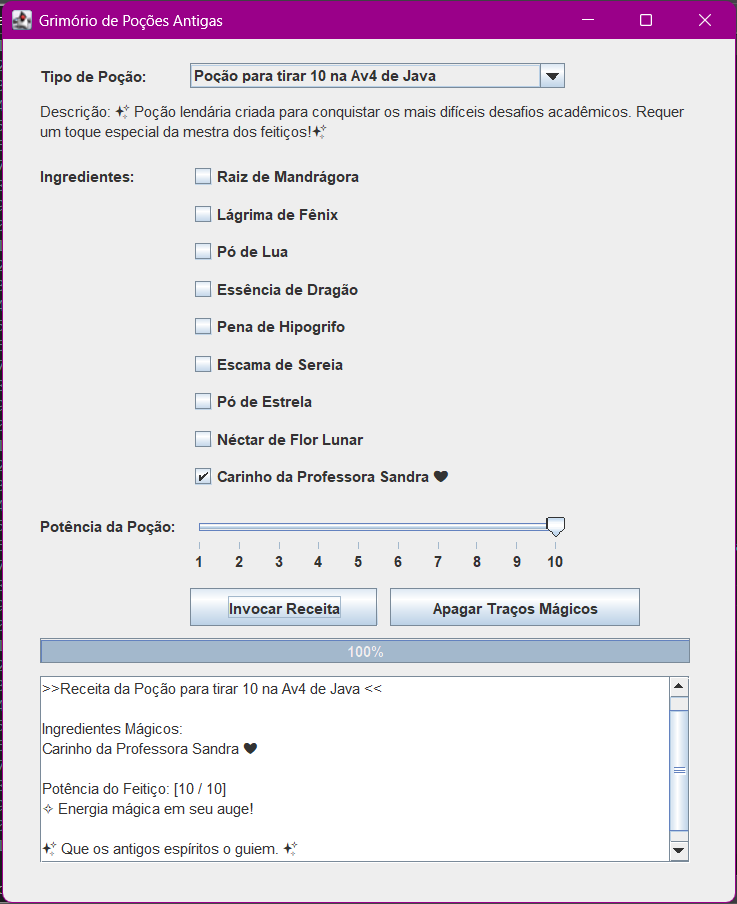 Grimório de Poções Antigas
Tipo de Poção: Poção para tirar 10 na Av4 de Java
Descrição: ✨ Poção lendária criada para conquistar os mais difíceis desafios acadêmicos. Requer
um toque especial da mestra dos feitiços!✨
Ingredientes: Raiz de Mandrágora
Lágrima de Fênix
Pó de Lua
Essência de Dragão
Pena de Hipogrifo
Escama de Sereia
Pó de Estrela
Néctar de Flor Lunar
Carinho da Professora Sandra ❤
Potência da Poção:
1 2 3 4 5 6 7 8 9 10
Invocar Receita Apagar Traços Mágicos
100%
>>Receita da Poção para tirar 10 na Av4 de Java <<
Ingredientes Mágicos:
Carinho da Professora Sandra ❤
Potência do Feitiço: [10 / 10]
✧ Energia mágica em seu auge!
✨ Que os antigos espíritos o guiem. ✨